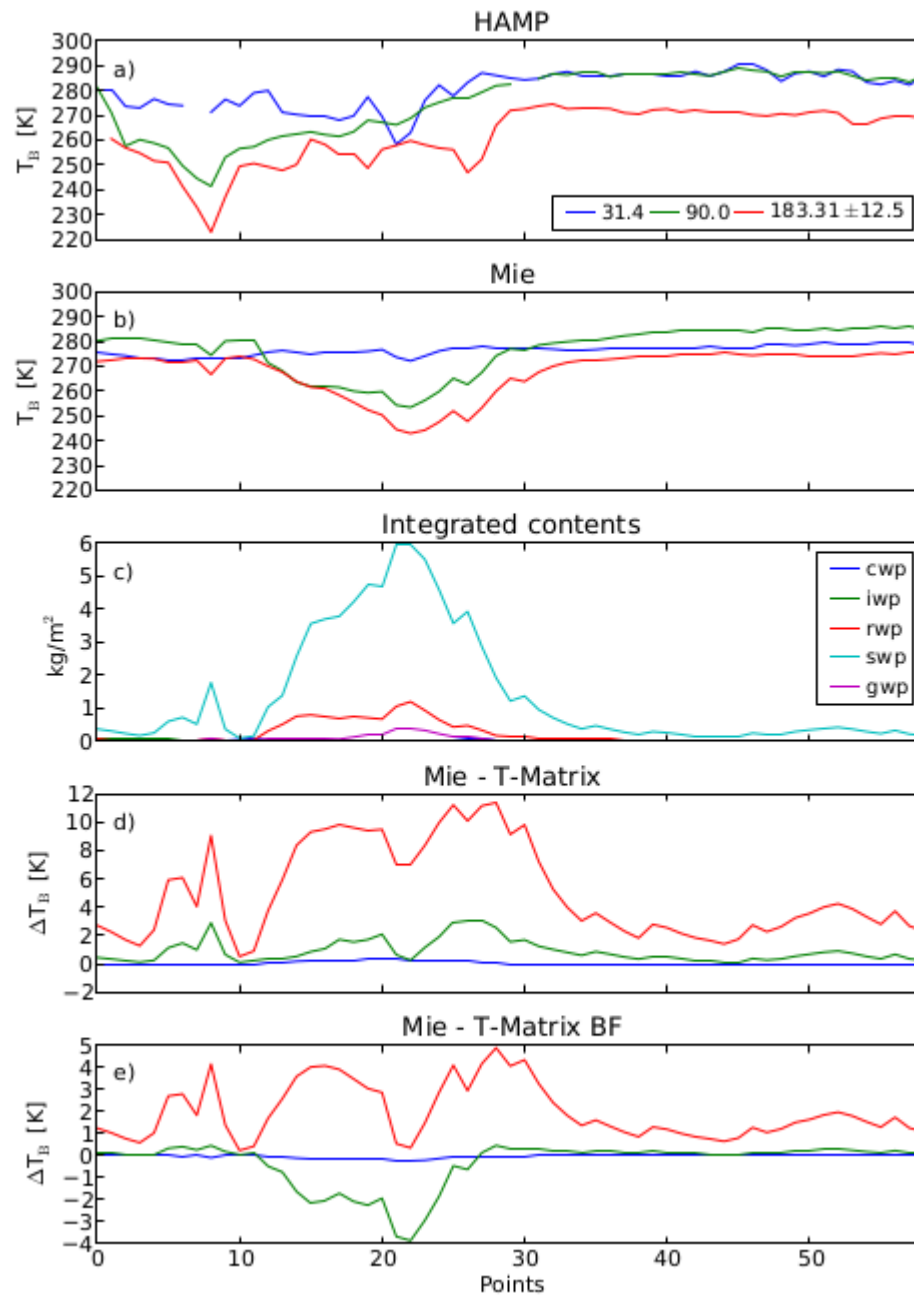 HAMP
300
290
280
270
260
250
240
230
220
T_B [K]
a)
31.4 90.0 183.31±12.5
Mie
300
290
280
270
260
250
240
230
220
T_B [K]
b)
Integrated contents
6
5
4
3
2
1
0
kg/m²
c)
cwp
iwp
rwp
swp
gwp
Mie - T-Matrix
12
10
8
6
4
2
0
−2
ΔT_B [K]
d)
Mie - T-Matrix BF
5
4
3
2
1
0
−1
−2
−3
−4
ΔT_B [K]
e)
0 10 20 30 40 50
Points